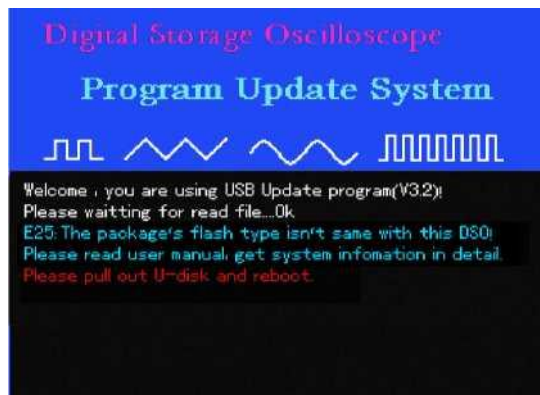 Digital Storage Oscilloscope
Program Update System
Welcome , you are using USB Update program(V3.2)!
Please waitting for read file....Ok
E25: The package's flash type isn't same with this DSO!
Please read user manual, get system infomation in detail.
Please pull out U-disk and reboot.